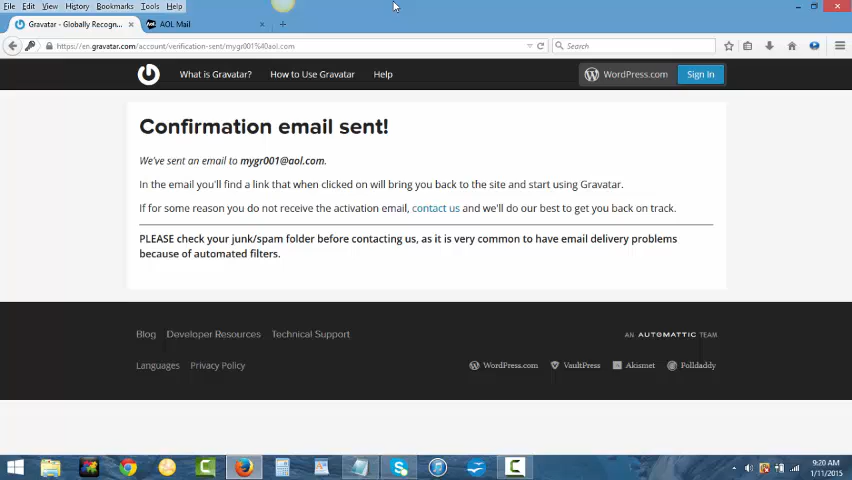 File Edit View History Bookmarks Tools Help
Gravatar - Globally Recogn... × AOL Mail × +
https://en.gravatar.com/account/verification-sent/mygr001%40aol.com Search
What is Gravatar? How to Use Gravatar Help WordPress.com Sign In
Confirmation email sent!
We've sent an email to mygr001@aol.com.
In the email you'll find a link that when clicked on will bring you back to the site and start using Gravatar.
If for some reason you do not receive the activation email, contact us and we'll do our best to get you back on track.
PLEASE check your junk/spam folder before contacting us, as it is very common to have email delivery problems
because of automated filters.
Blog Developer Resources Technical Support AN AUTOMATTIC TEAM
Languages Privacy Policy WordPress.com VaultPress Akismet Polldaddy
9:20 AM
1/11/2015